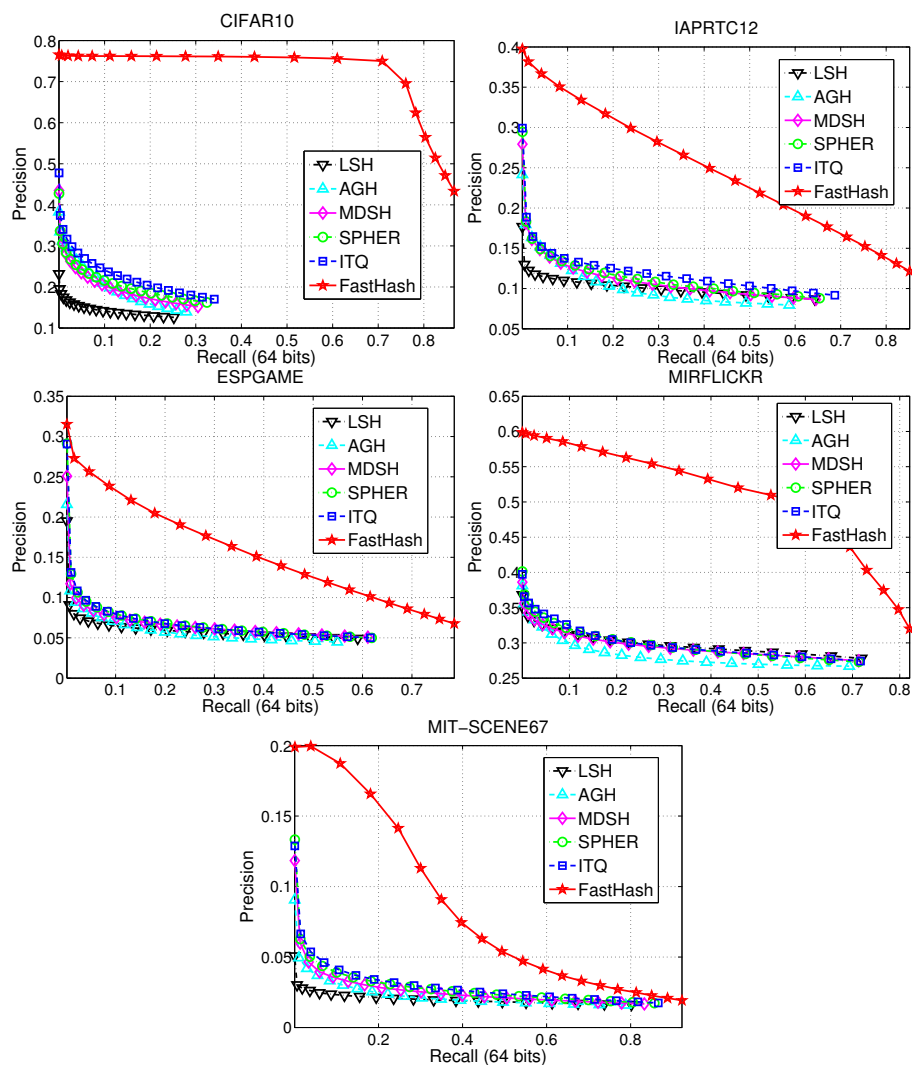 CIFAR10
0.8
0.7
0.6
0.5
0.4
0.3
0.2
0.1
Precision
LSH
AGH
MDSH
SPHER
ITQ
FastHash
0 0.1 0.2 0.3 0.4 0.5 0.6 0.7 0.8
Recall (64 bits)
IAPRTC12
0.4
0.35
0.3
0.25
0.2
0.15
0.1
0.05
Precision
LSH
AGH
MDSH
SPHER
ITQ
FastHash
0.1 0.2 0.3 0.4 0.5 0.6 0.7 0.8
Recall (64 bits)
ESPGAME
0.35
0.3
0.25
0.2
0.15
0.1
0.05
0
Precision
LSH
AGH
MDSH
SPHER
ITQ
FastHash
0.1 0.2 0.3 0.4 0.5 0.6 0.7
Recall (64 bits)
MIRFLICKR
0.65
0.6
0.55
0.5
0.45
0.4
0.35
0.3
0.25
Precision
LSH
AGH
MDSH
SPHER
ITQ
FastHash
0.1 0.2 0.3 0.4 0.5 0.6 0.7 0.8
Recall (64 bits)
MIT−SCENE67
0.2
0.15
0.1
0.05
0
Precision
LSH
AGH
MDSH
SPHER
ITQ
FastHash
0.2 0.4 0.6 0.8
Recall (64 bits)